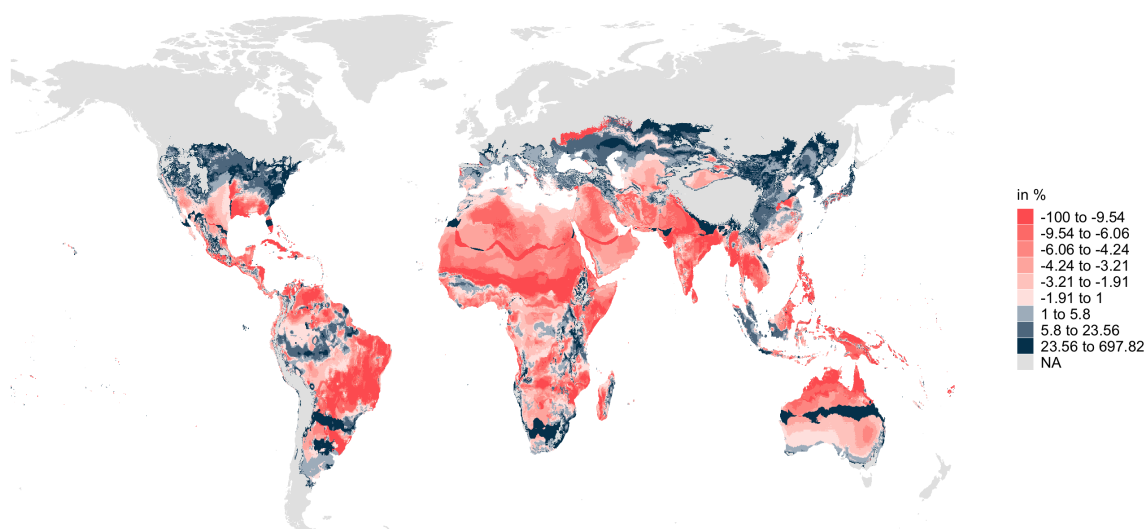 in %
-100 to -9.54
-9.54 to -6.06
-6.06 to -4.24
-4.24 to -3.21
-3.21 to -1.91
-1.91 to 1
1 to 5.8
5.8 to 23.56
23.56 to 697.82
NA